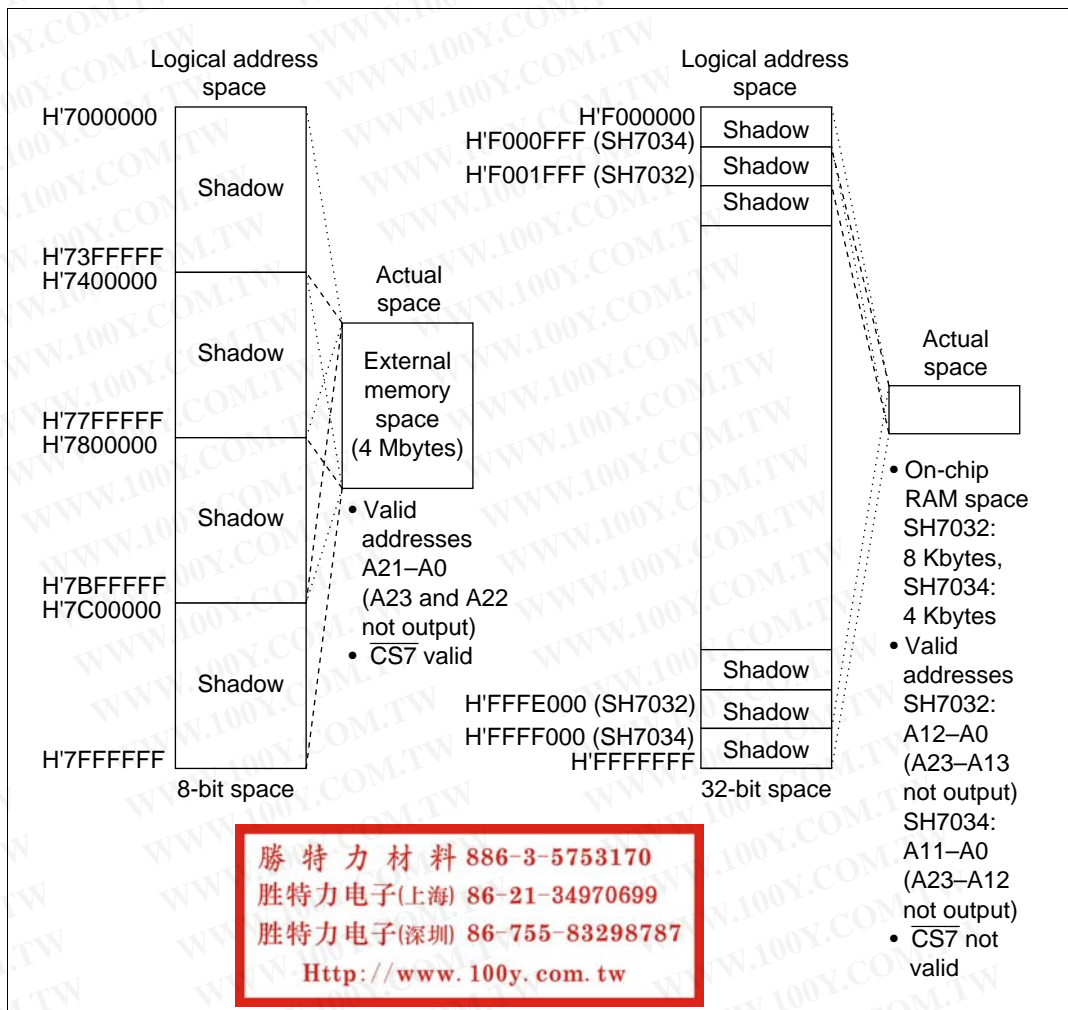 Logical address
space
H'7000000
Shadow
H'73FFFFF
H'7400000
Shadow
H'77FFFFF
H'7800000
Shadow
H'7BFFFFF
H'7C00000
Shadow
H'7FFFFFF
8-bit space
Actual
space
External
memory
space
(4 Mbytes)
• Valid
addresses
A21–A0
(A23 and A22
not output)
• CS7 valid
Logical address
space
H'F000000
Shadow
H'F000FFF (SH7034)
Shadow
H'F001FFF (SH7032)
Shadow
Shadow
H'FFFE000 (SH7032)
Shadow
H'FFFF000 (SH7034)
Shadow
H'FFFFFFF
32-bit space
Actual
space
• On-chip
RAM space
SH7032:
8 Kbytes,
SH7034:
4 Kbytes
• Valid
addresses
SH7032:
A12–A0
(A23–A13
not output)
SH7034:
A11–A0
(A23–A12
not output)
• CS7 not
valid
勝 特 力 材 料 886-3-5753170
胜特力电子(上海) 86-21-34970699
胜特力电子(深圳) 86-755-83298787
Http://www.100y.com.tw
WWW.100Y.COM.TW